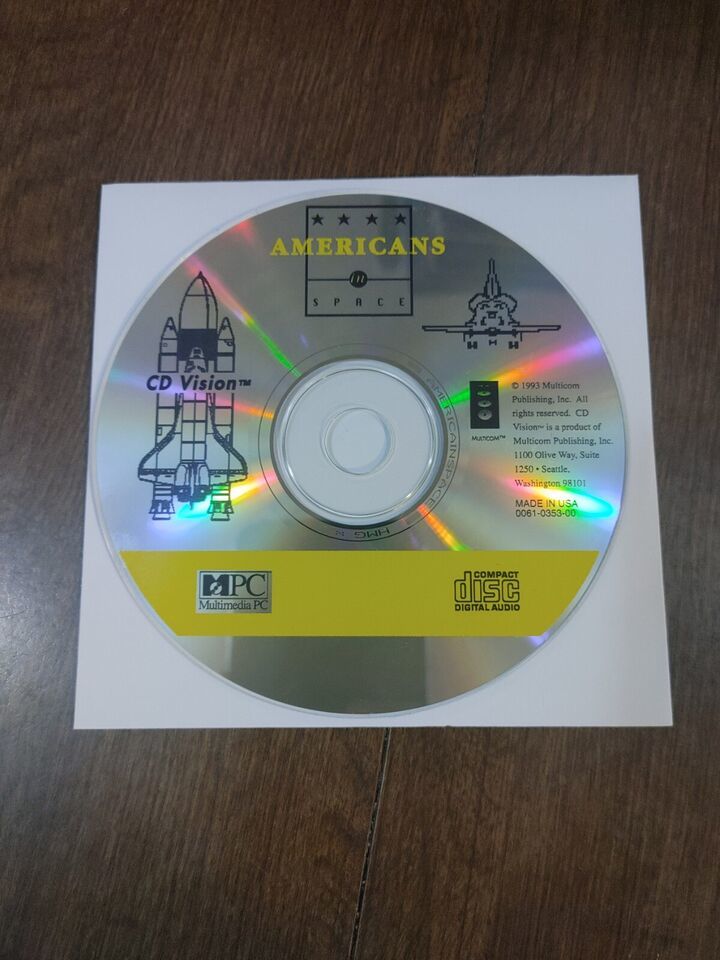 AMERICANS
in
SPACE
CD Vision™
MULTICOM™
© 1993 Multicom
Publishing, Inc. All
rights reserved. CD
Vision™ is a product of
Multicom Publishing, Inc.
1100 Olive Way, Suite
1250 • Seattle,
Washington 98101
MADE IN USA
0061-0353-00
AMERICAINSPACE
HMG
MPC
Multimedia PC
COMPACT
disc
DIGITAL AUDIO